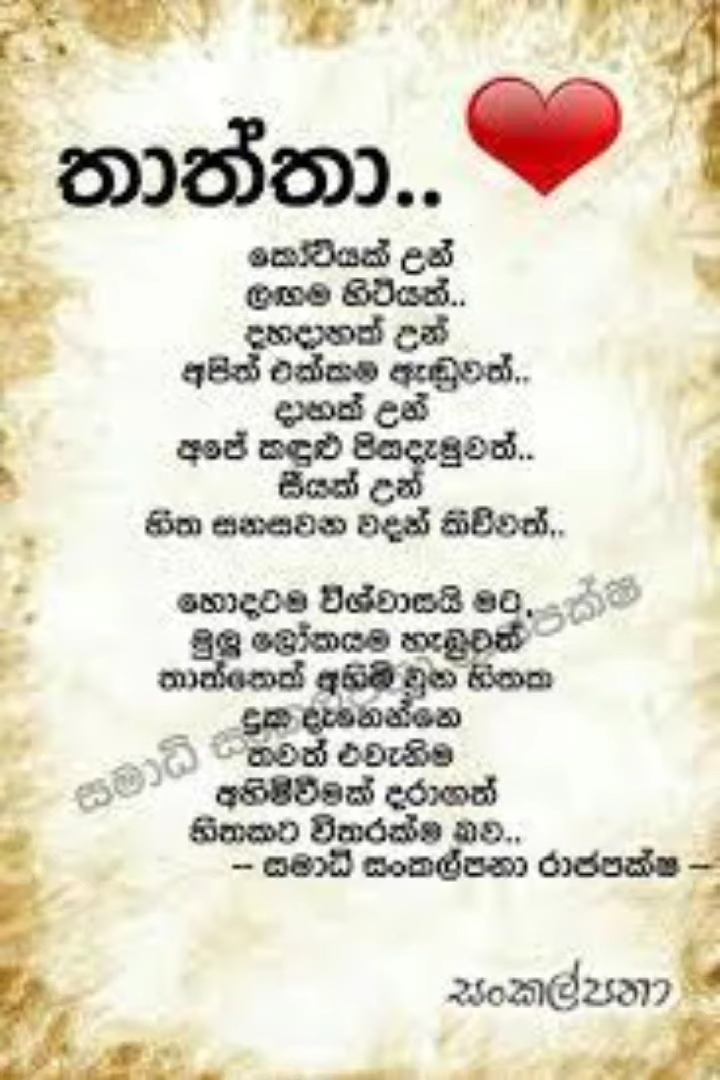 තාත්තා..
කෝටියක් උන්
ලඟම හිටියත්..
දහදාහක් උන්
අපිත් එක්කම ඇඬුවත්..
දාහක් උන්
අපේ කඳුළු පිසදැමුවත්..
සීයක් උන්
හිත සනසවන වදන් කිව්වත්..
හොදටම විශ්වාසයි මට,
මුලු ලෝකයම හැඬුවත්
තාත්තෙක් අහිමි වුන හිතක
දුක දැනෙන්නෙ
තවත් එවැනිම
අහිමිවීමක් දරාගත්
හිතකට විතරක්ම බව..
-- සමාධි සංකල්පනා රාජපක්ෂ --
සංකල්පනා